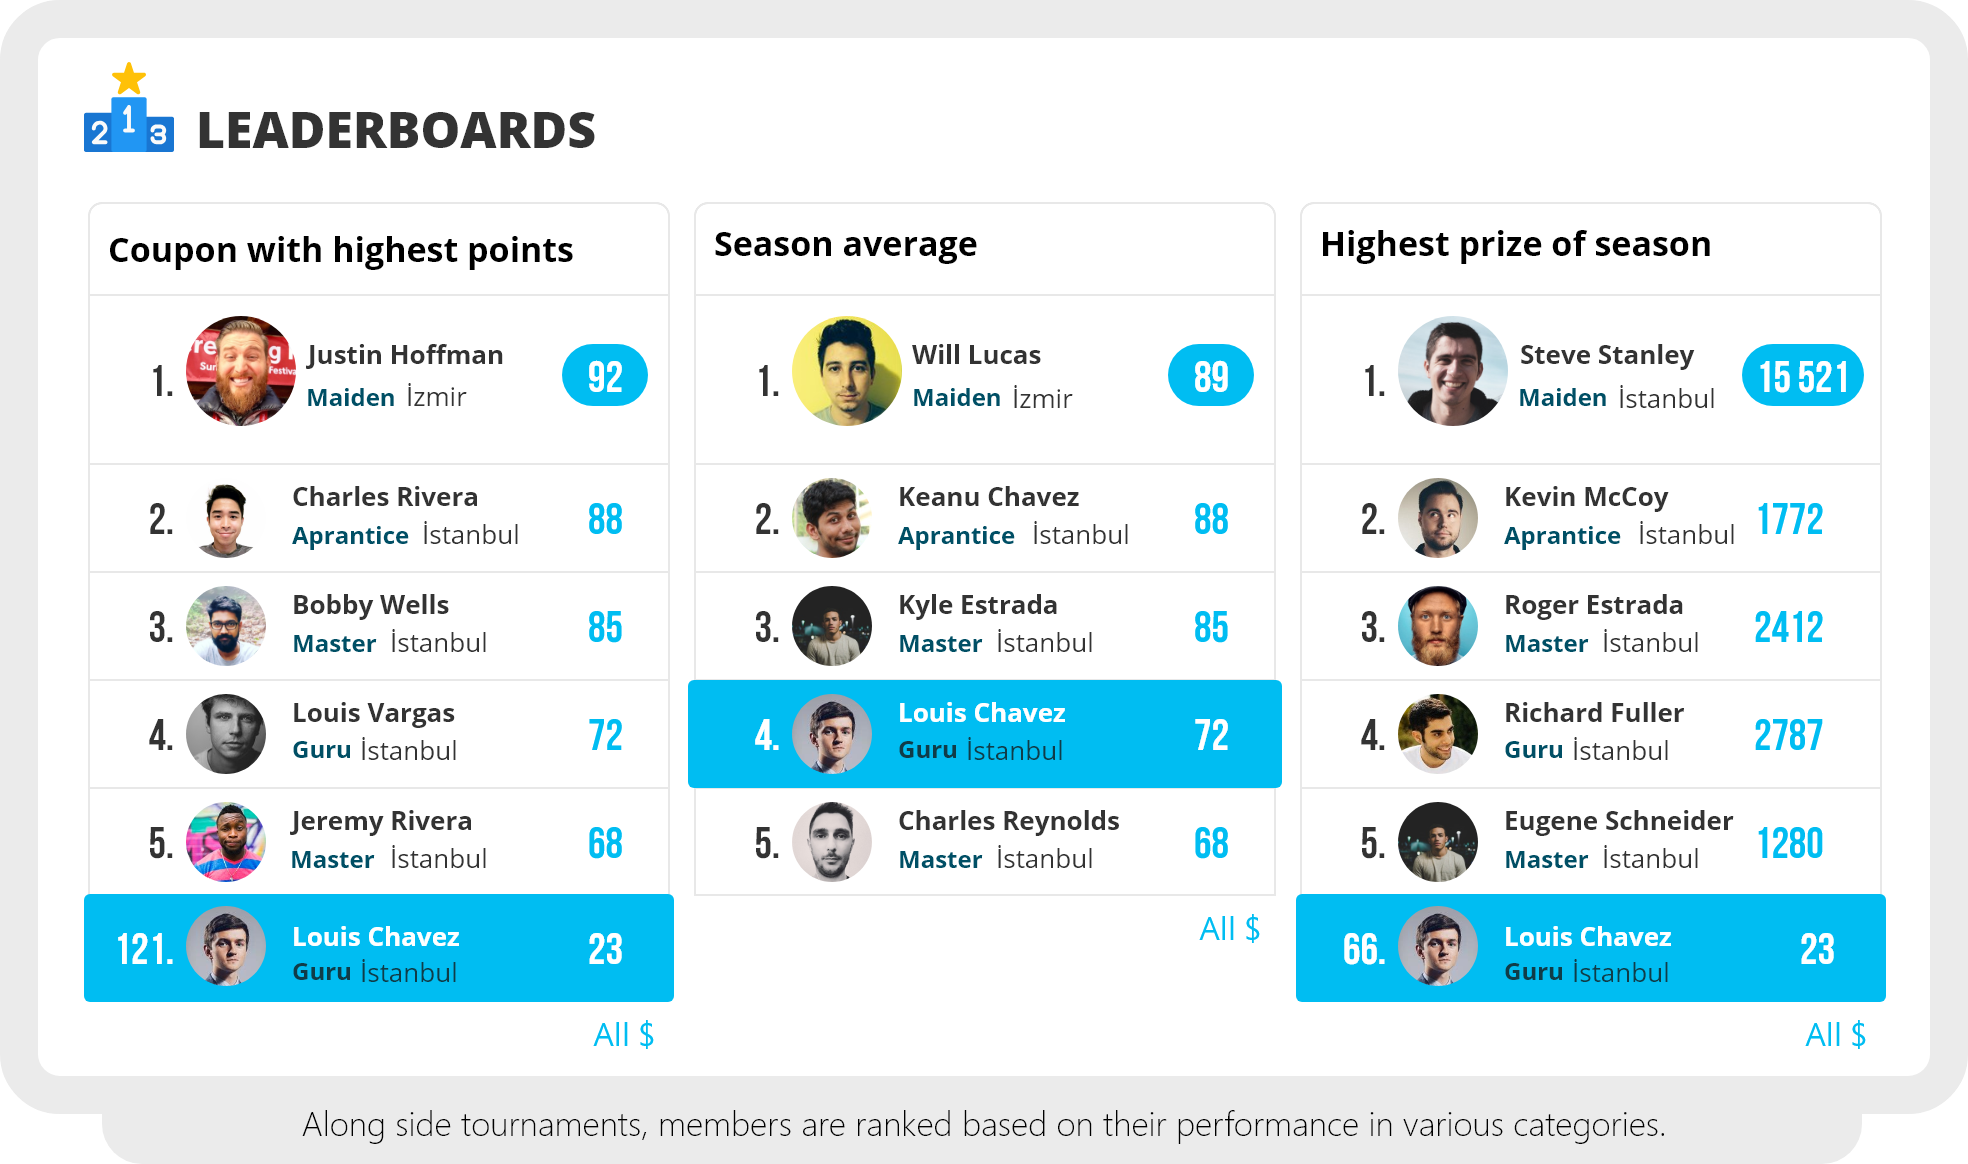 2 1 3
LEADERBOARDS
Coupon with highest points
1. Justin Hoffman 92
Maiden İzmir
2. Charles Rivera 88
Aprantice İstanbul
3. Bobby Wells 85
Master İstanbul
4. Louis Vargas 72
Guru İstanbul
5. Jeremy Rivera 68
Master İstanbul
121. Louis Chavez 23
Guru İstanbul
All $
Season average
1. Will Lucas 89
Maiden İzmir
2. Keanu Chavez 88
Aprantice İstanbul
3. Kyle Estrada 85
Master İstanbul
4. Louis Chavez 72
Guru İstanbul
5. Charles Reynolds 68
Master İstanbul
All $
Highest prize of season
1. Steve Stanley 15 521
Maiden İstanbul
2. Kevin McCoy 1772
Aprantice İstanbul
3. Roger Estrada 2412
Master İstanbul
4. Richard Fuller 2787
Guru İstanbul
5. Eugene Schneider 1280
Master İstanbul
66. Louis Chavez 23
Guru İstanbul
All $
Along side tournaments, members are ranked based on their performance in various categories.